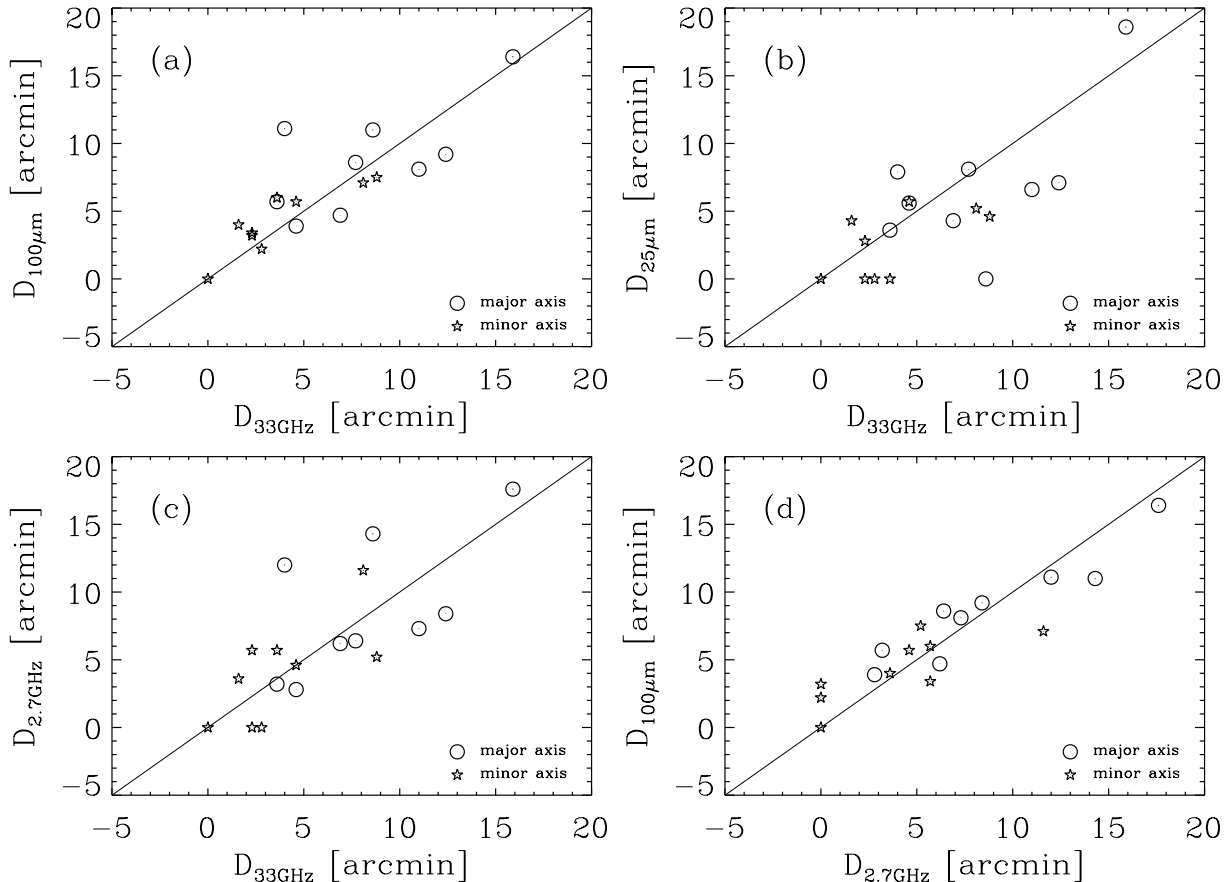 (a)
20
15
10
5
0
−5
D100μm [arcmin]
major axis
minor axis
−5 0 5 10 15 20
D33GHz [arcmin]
(b)
20
15
10
5
0
−5
D25μm [arcmin]
major axis
minor axis
−5 0 5 10 15 20
D33GHz [arcmin]
(c)
20
15
10
5
0
−5
D2.7GHz [arcmin]
major axis
minor axis
−5 0 5 10 15 20
D33GHz [arcmin]
(d)
20
15
10
5
0
−5
D100μm [arcmin]
major axis
minor axis
−5 0 5 10 15 20
D2.7GHz [arcmin]